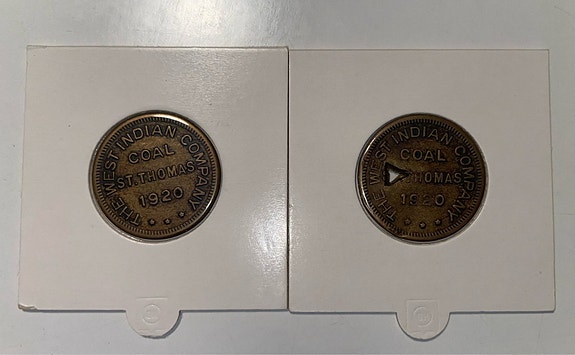 THE WEST INDIAN COMPANY
COAL
ST. THOMAS
1920
THE WEST INDIAN COMPANY
COAL
THOMAS
1920